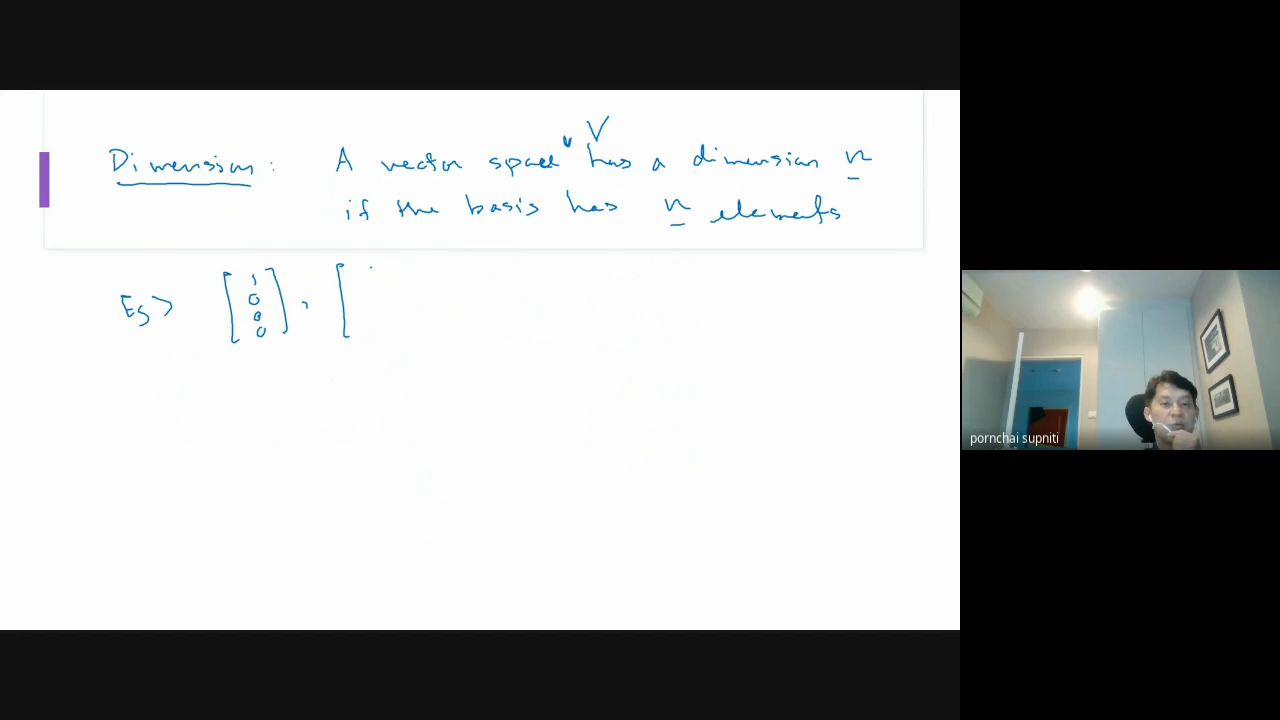 Dimension: A vector space V has a dimension n
if the basis has n elements
Eg> [1 0 0 0], [
pornchai supniti